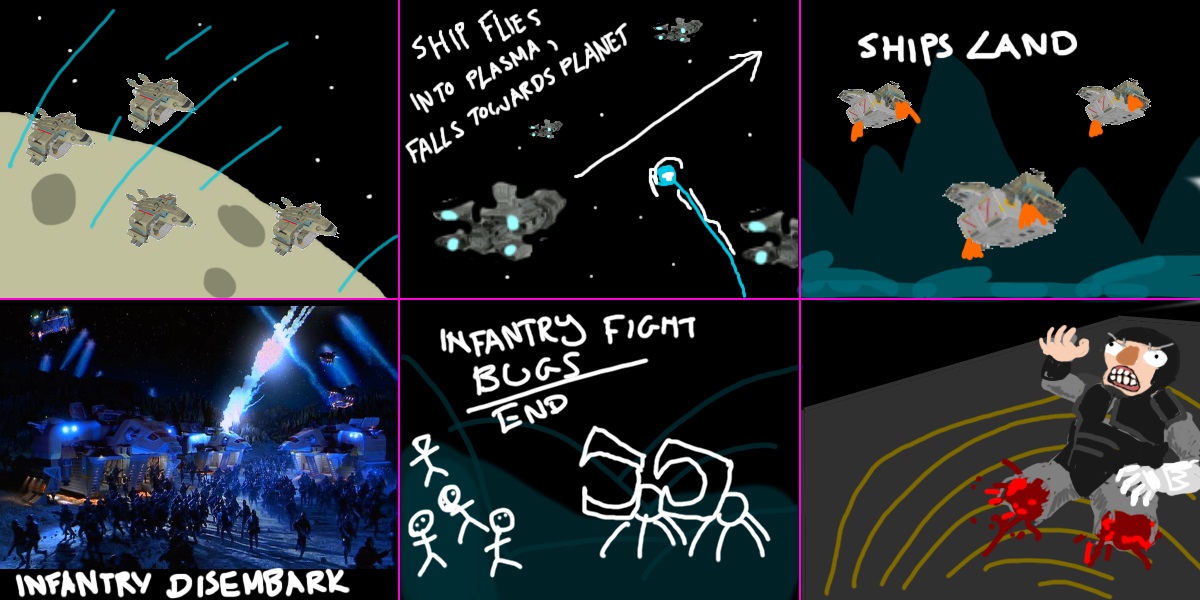 SHIP FLIES
INTO PLASMA,
FALLS TOWARDS PLANET
SHIPS LAND
INFANTRY DISEMBARK
INFANTRY FIGHT
BUGS
END